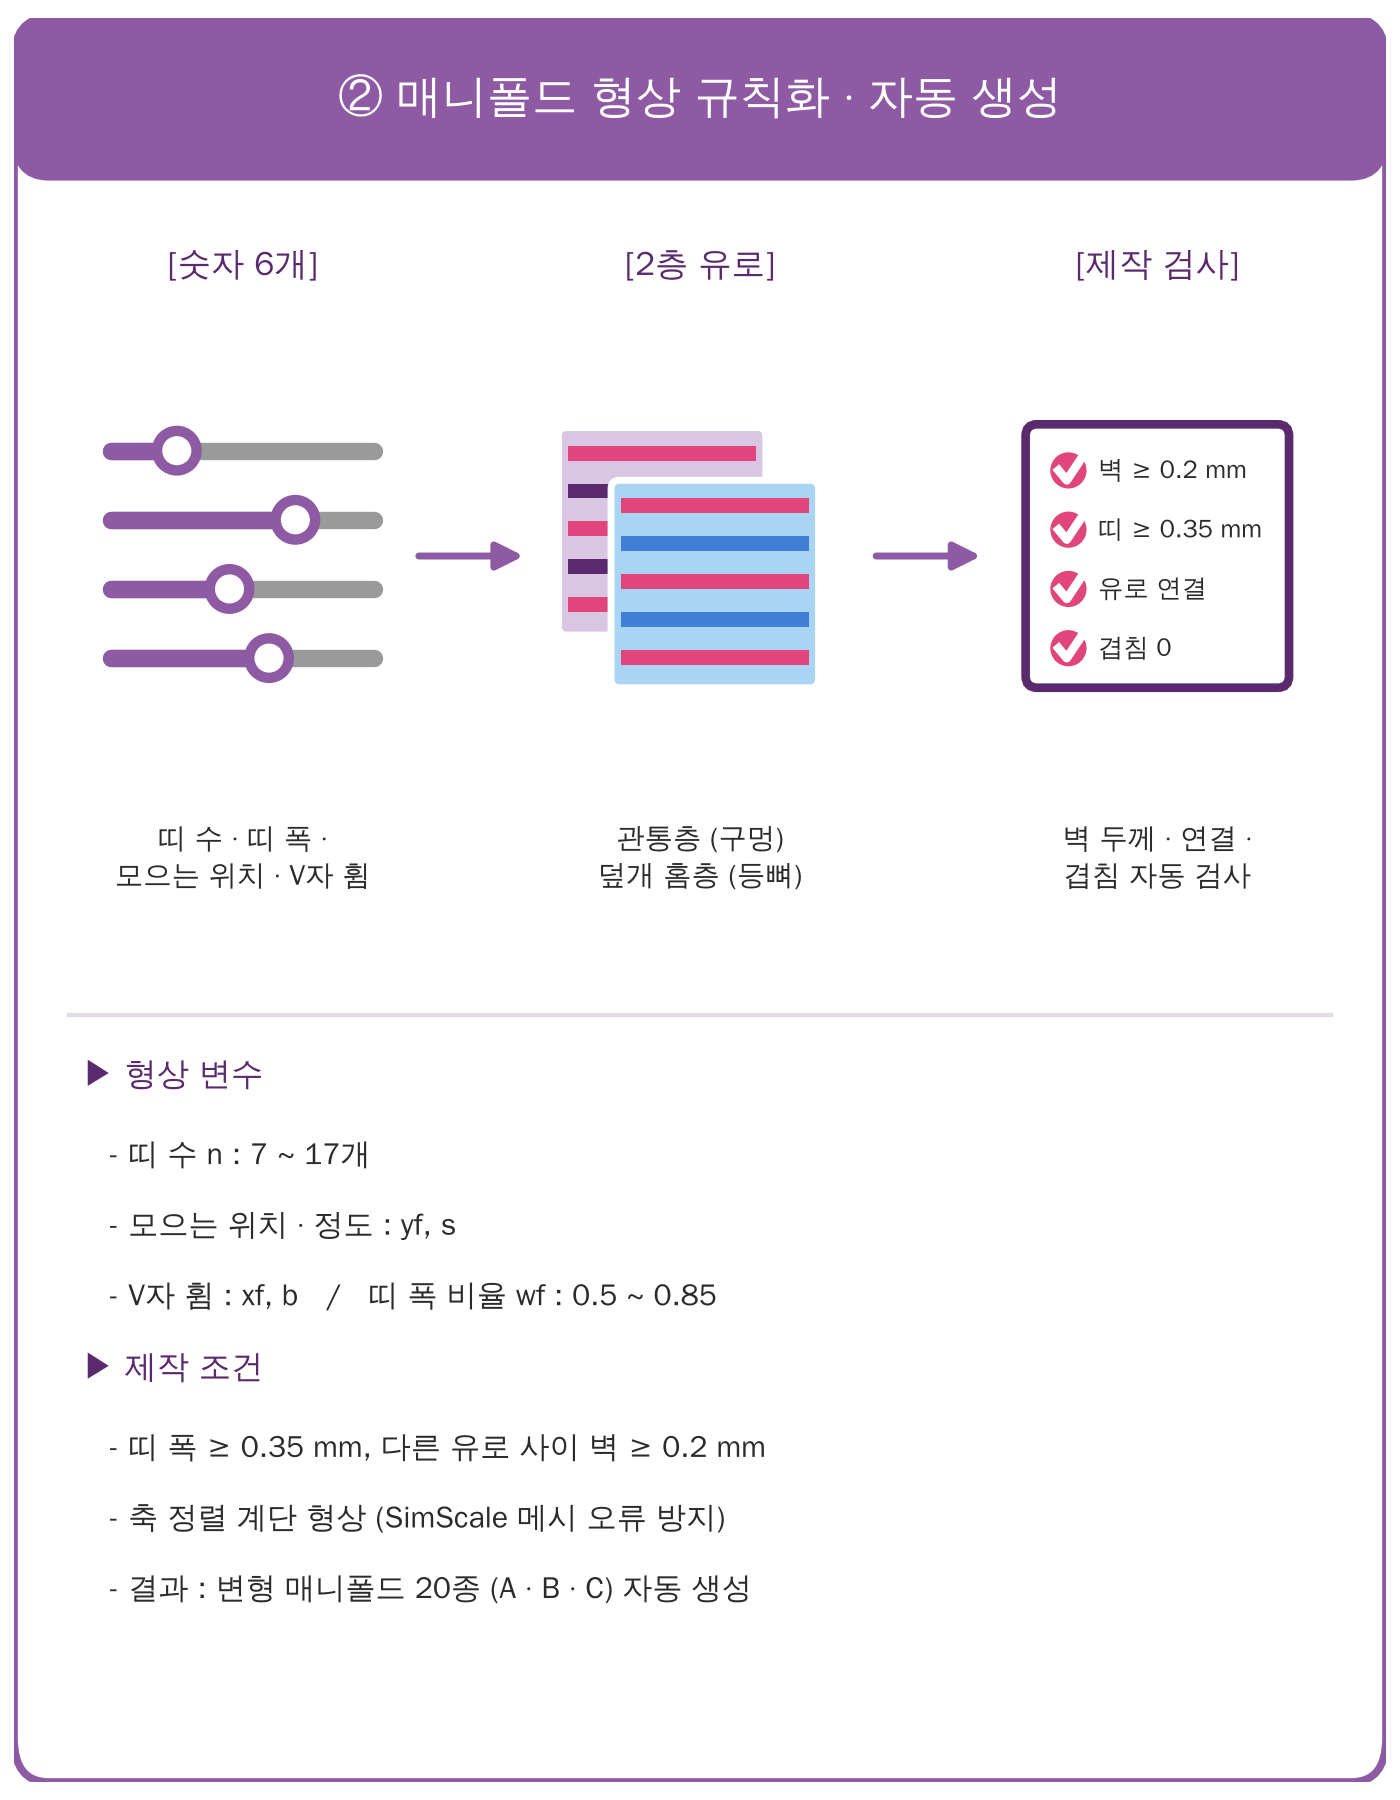 ② 매니폴드 형상 규칙화 · 자동 생성
[숫자 6개]
[2층 유로]
[제작 검사]
벽 ≥ 0.2 mm
띠 ≥ 0.35 mm
유로 연결
겹침 0
띠 수 · 띠 폭 ·
모으는 위치 · V자 휨
관통층 (구멍)
덮개 홈층 (등뼈)
벽 두께 · 연결 ·
겹침 자동 검사
▶ 형상 변수
- 띠 수 n : 7 ~ 17개
- 모으는 위치 · 정도 : yf, s
- V자 휨 : xf, b / 띠 폭 비율 wf : 0.5 ~ 0.85
▶ 제작 조건
- 띠 폭 ≥ 0.35 mm, 다른 유로 사이 벽 ≥ 0.2 mm
- 축 정렬 계단 형상 (SimScale 메시 오류 방지)
- 결과 : 변형 매니폴드 20종 (A · B · C) 자동 생성